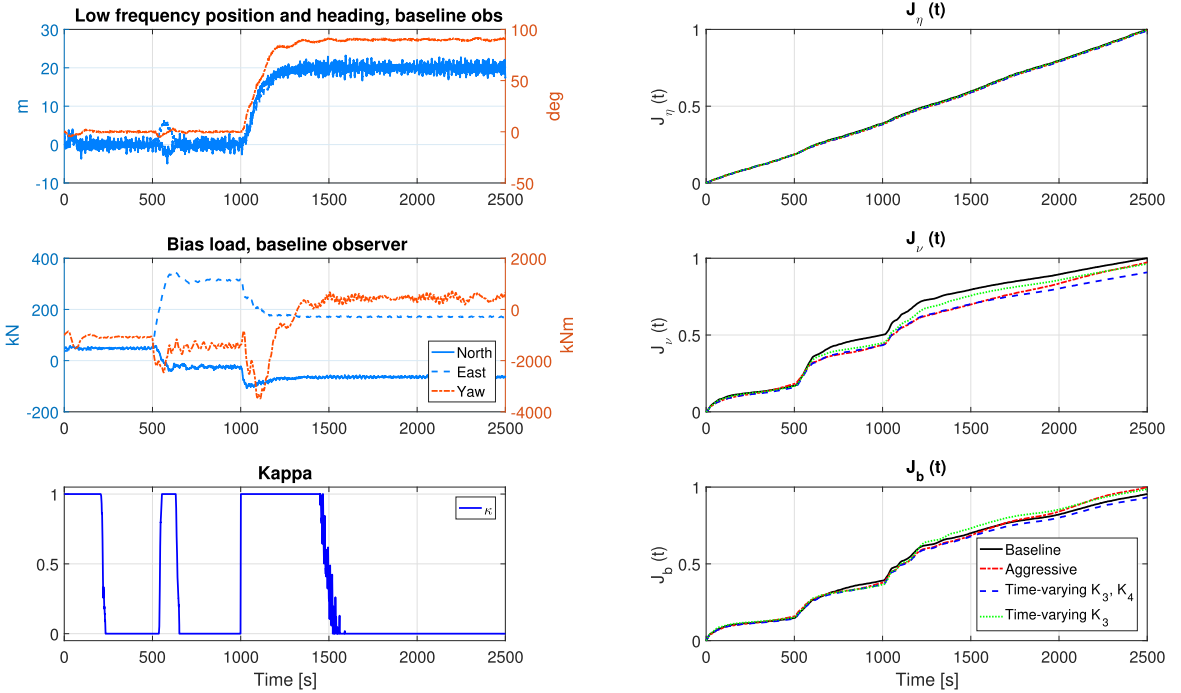 Low frequency position and heading, baseline obs
30
20
10
0
-10
m
100
50
0
-50
deg
0 500 1000 1500 2000 2500
J_η (t)
1
0.5
0
J_η (t)
0 500 1000 1500 2000 2500
Bias load, baseline observer
400
200
0
-200
kN
2000
0
-2000
-4000
kNm
North
East
Yaw
0 500 1000 1500 2000 2500
J_ν (t)
1
0.5
0
J_ν (t)
0 500 1000 1500 2000 2500
Kappa
1
0.5
0
κ
0 500 1000 1500 2000 2500
Time [s]
J_b (t)
1
0.5
0
J_b (t)
Baseline
Aggressive
Time-varying K_3, K_4
Time-varying K_3
0 500 1000 1500 2000 2500
Time [s]